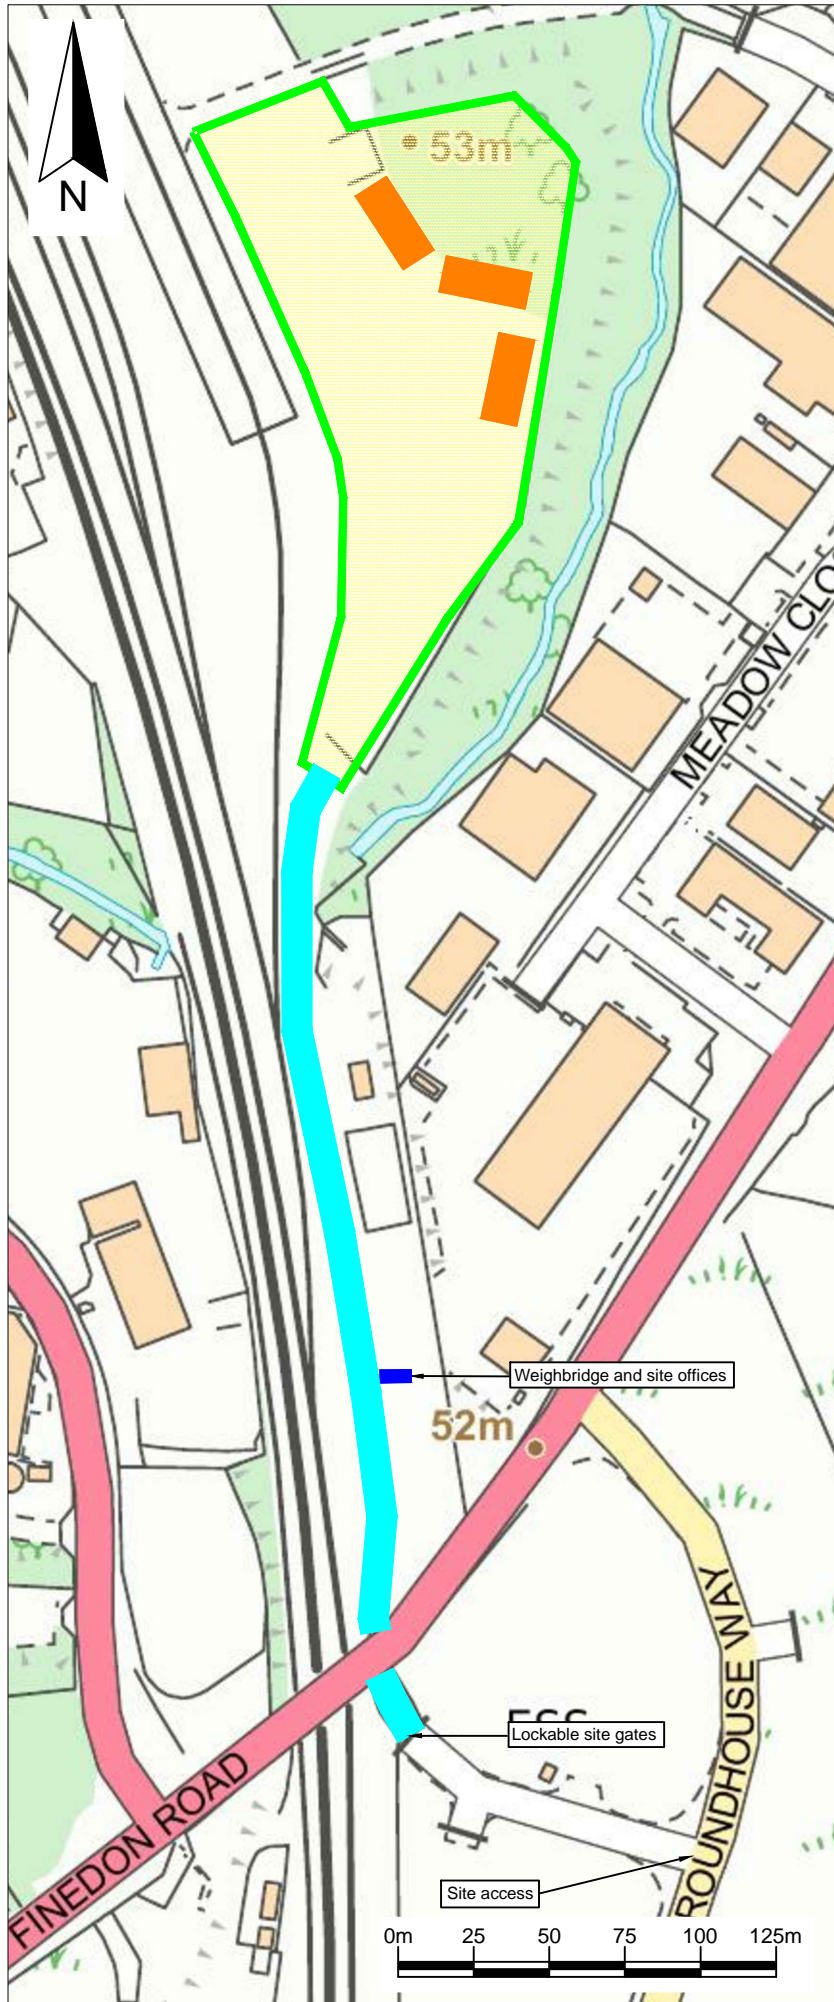 N
53m
MEADOW CLO
Weighbridge and site offices
52m
ROUNDHOUSE WAY
Lockable site gates
FINEDON ROAD
Site access
0m 25 50 75 100 125m